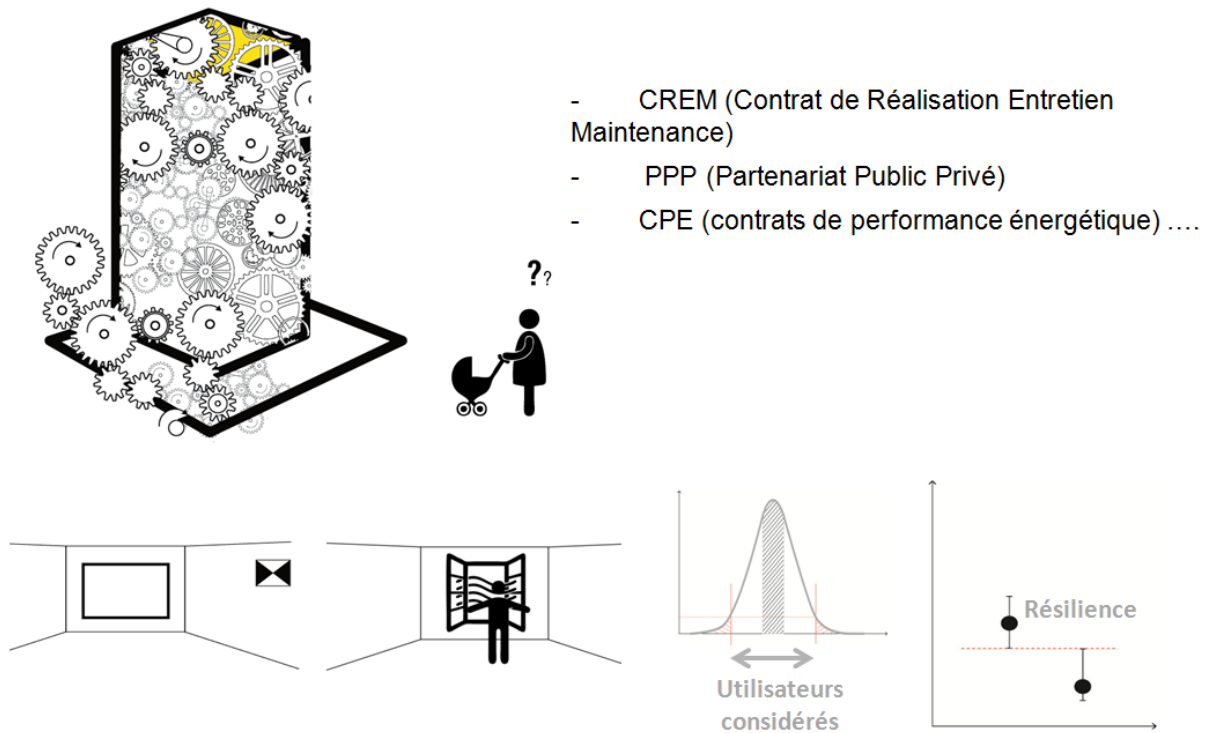 - CREM (Contrat de Réalisation Entretien
Maintenance)
- PPP (Partenariat Public Privé)
- CPE (contrats de performance énergétique) ....
??
Résilience
Utilisateurs
considérés